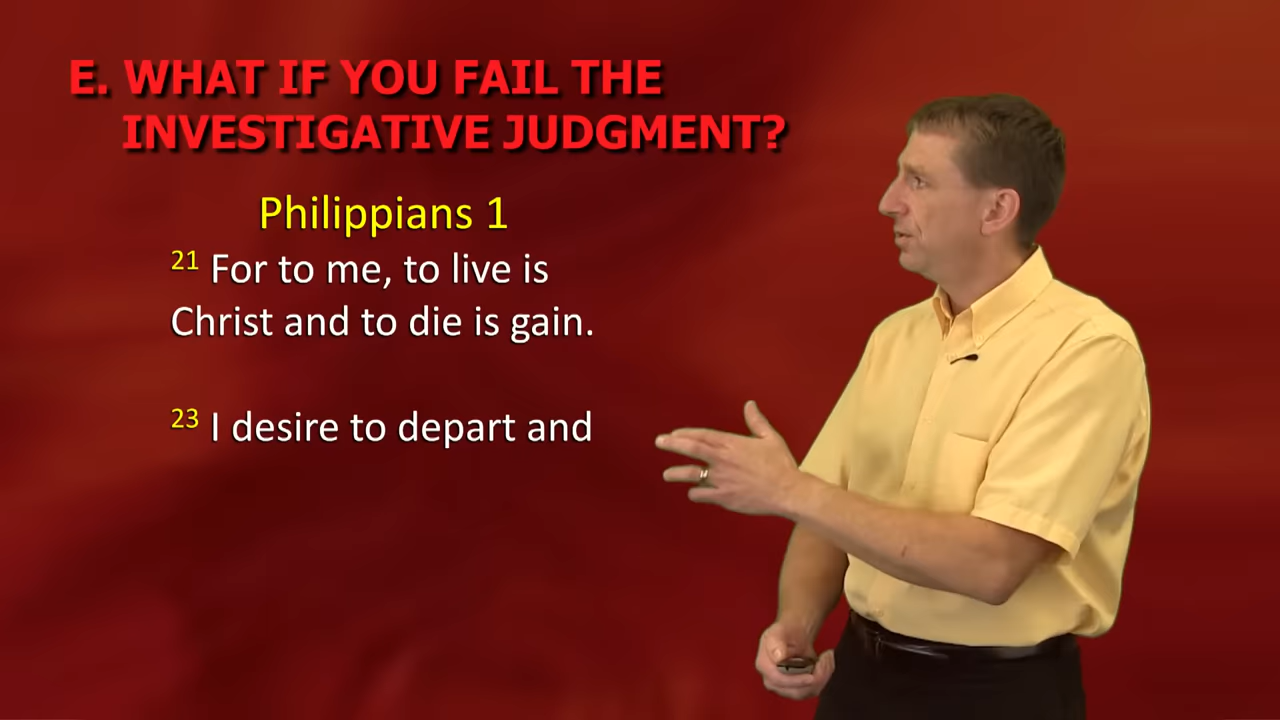 E. WHAT IF YOU FAIL THE
INVESTIGATIVE JUDGMENT?
Philippians 1
21 For to me, to live is
Christ and to die is gain.
23 I desire to depart and